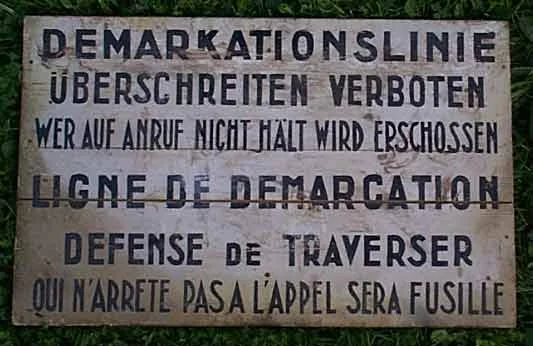 DEMARKATIONSLINIE
ÜBERSCHREITEN VERBOTEN
WER AUF ANRUF NICHT HÄLT WIRD ERSCHOSSEN
LIGNE DE DEMARCATION
DEFENSE DE TRAVERSER
QUI N'ARRETE PAS A L'APPEL SERA FUSILLE